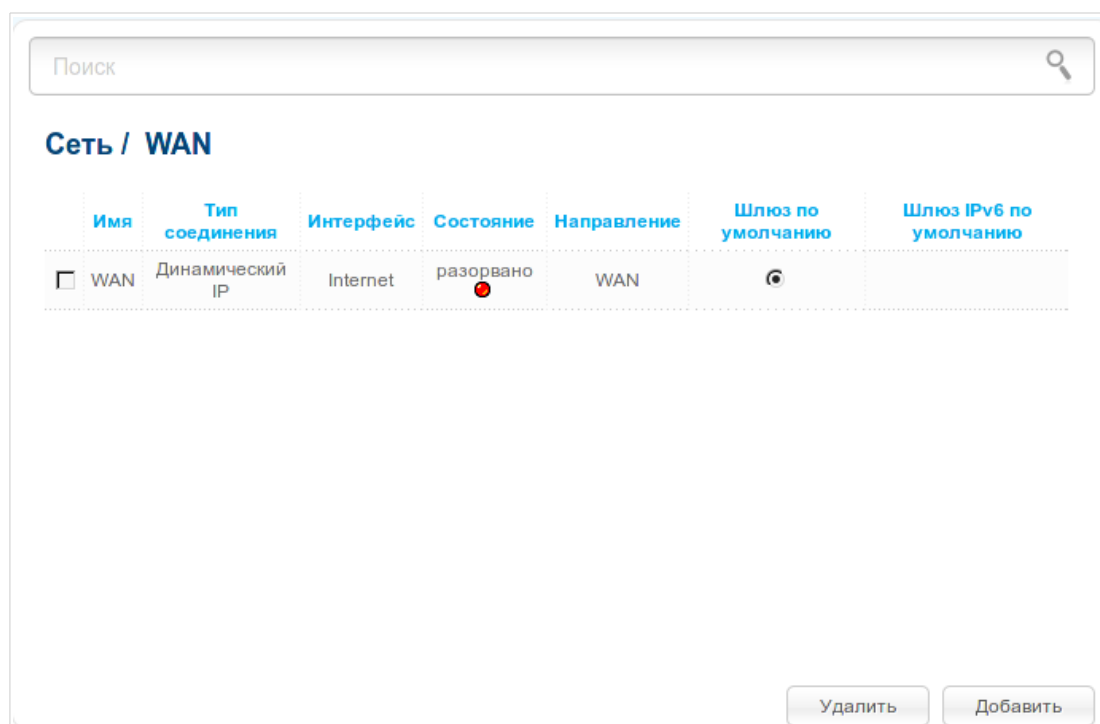 Поиск
Сеть /  WAN
Имя Тип соединения Интерфейс Состояние Направление Шлюз по умолчанию Шлюз IPv6 по умолчанию
WAN Динамический IP Internet разорвано WAN
Удалить Добавить